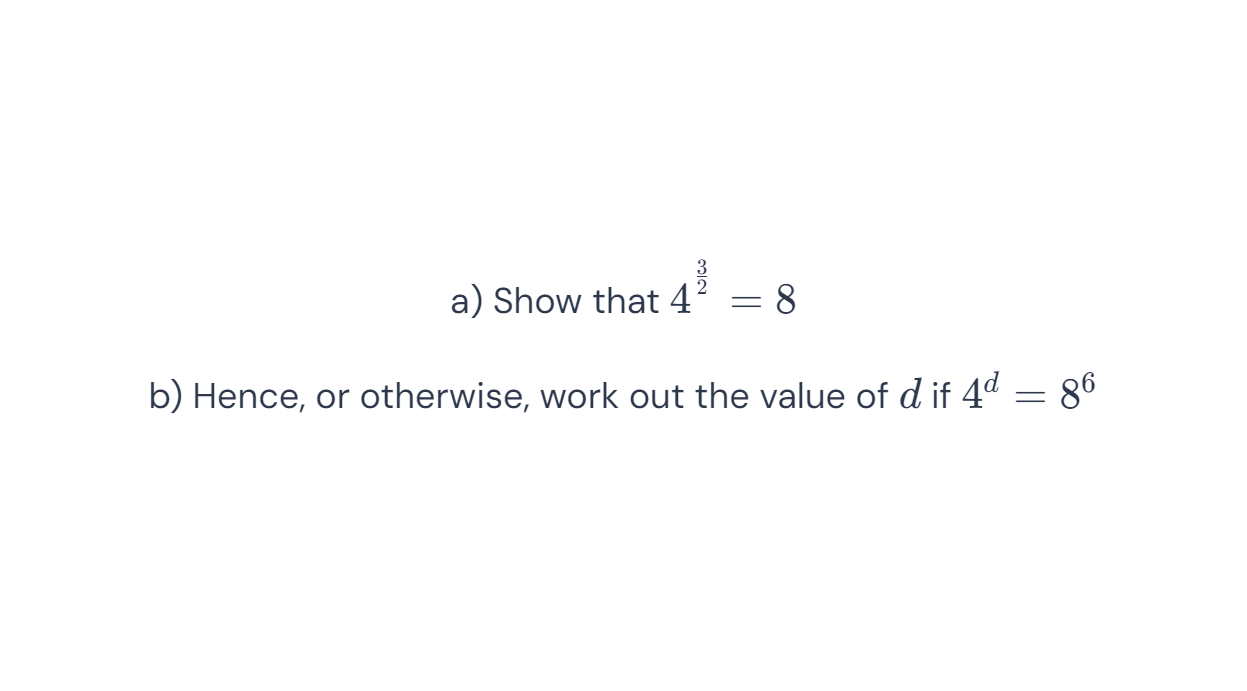 a) Show that $4^{\frac{3}{2}} = 8$
b) Hence, or otherwise, work out the value of $d$ if $4^d = 8^6$